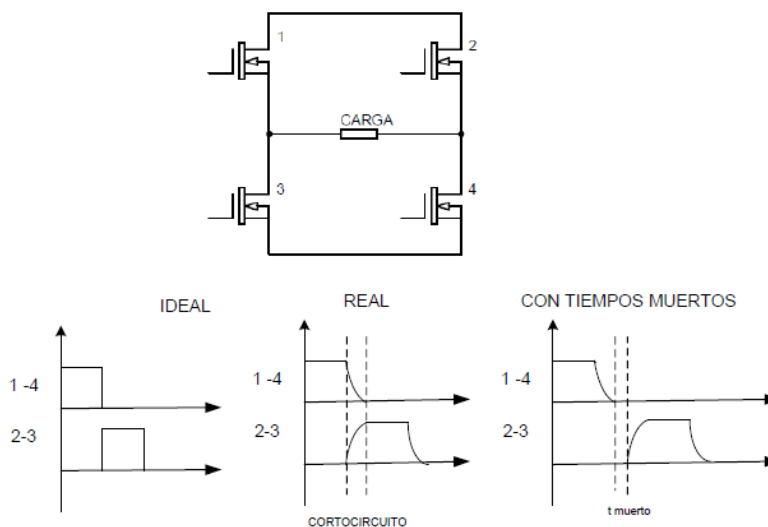 1
2
CARGA
3
4
IDEAL
REAL
CON TIEMPOS MUERTOS
1 -4
1 -4
1 -4
2-3
2-3
2-3
CORTOCIRCUITO
t muerto